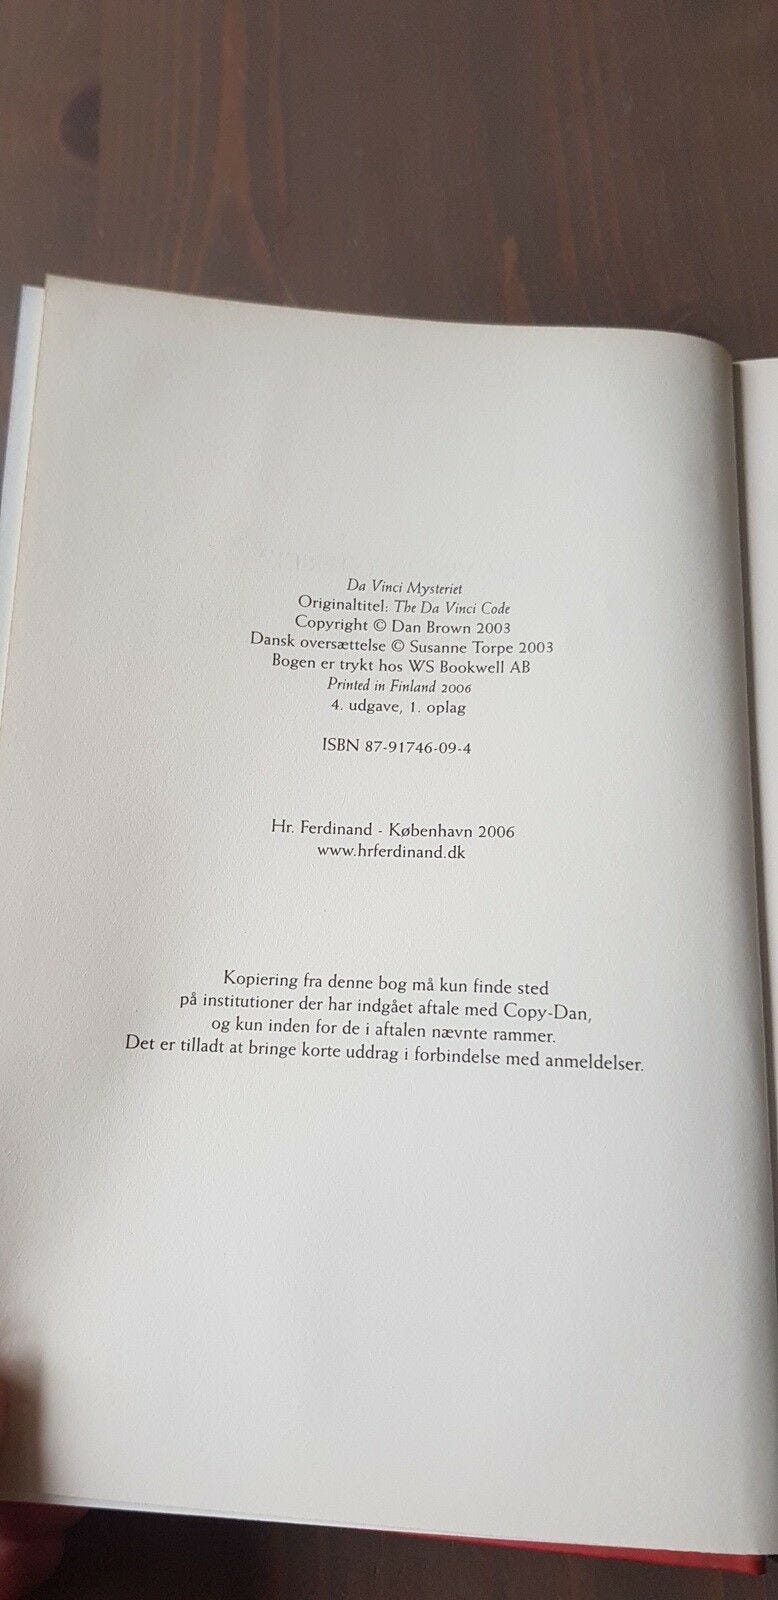 Da Vinci Mysteriet
Originaltitel: The Da Vinci Code
Copyright © Dan Brown 2003
Dansk oversættelse © Susanne Torpe 2003
Bogen er trykt hos WS Bookwell AB
Printed in Finland 2006
4. udgave, 1. oplag
ISBN 87-91746-09-4
Hr. Ferdinand - København 2006
www.hrferdinand.dk
Kopiering fra denne bog må kun finde sted
på institutioner der har indgået aftale med Copy-Dan,
og kun inden for de i aftalen nævnte rammer.
Det er tilladt at bringe korte uddrag i forbindelse med anmeldelser.